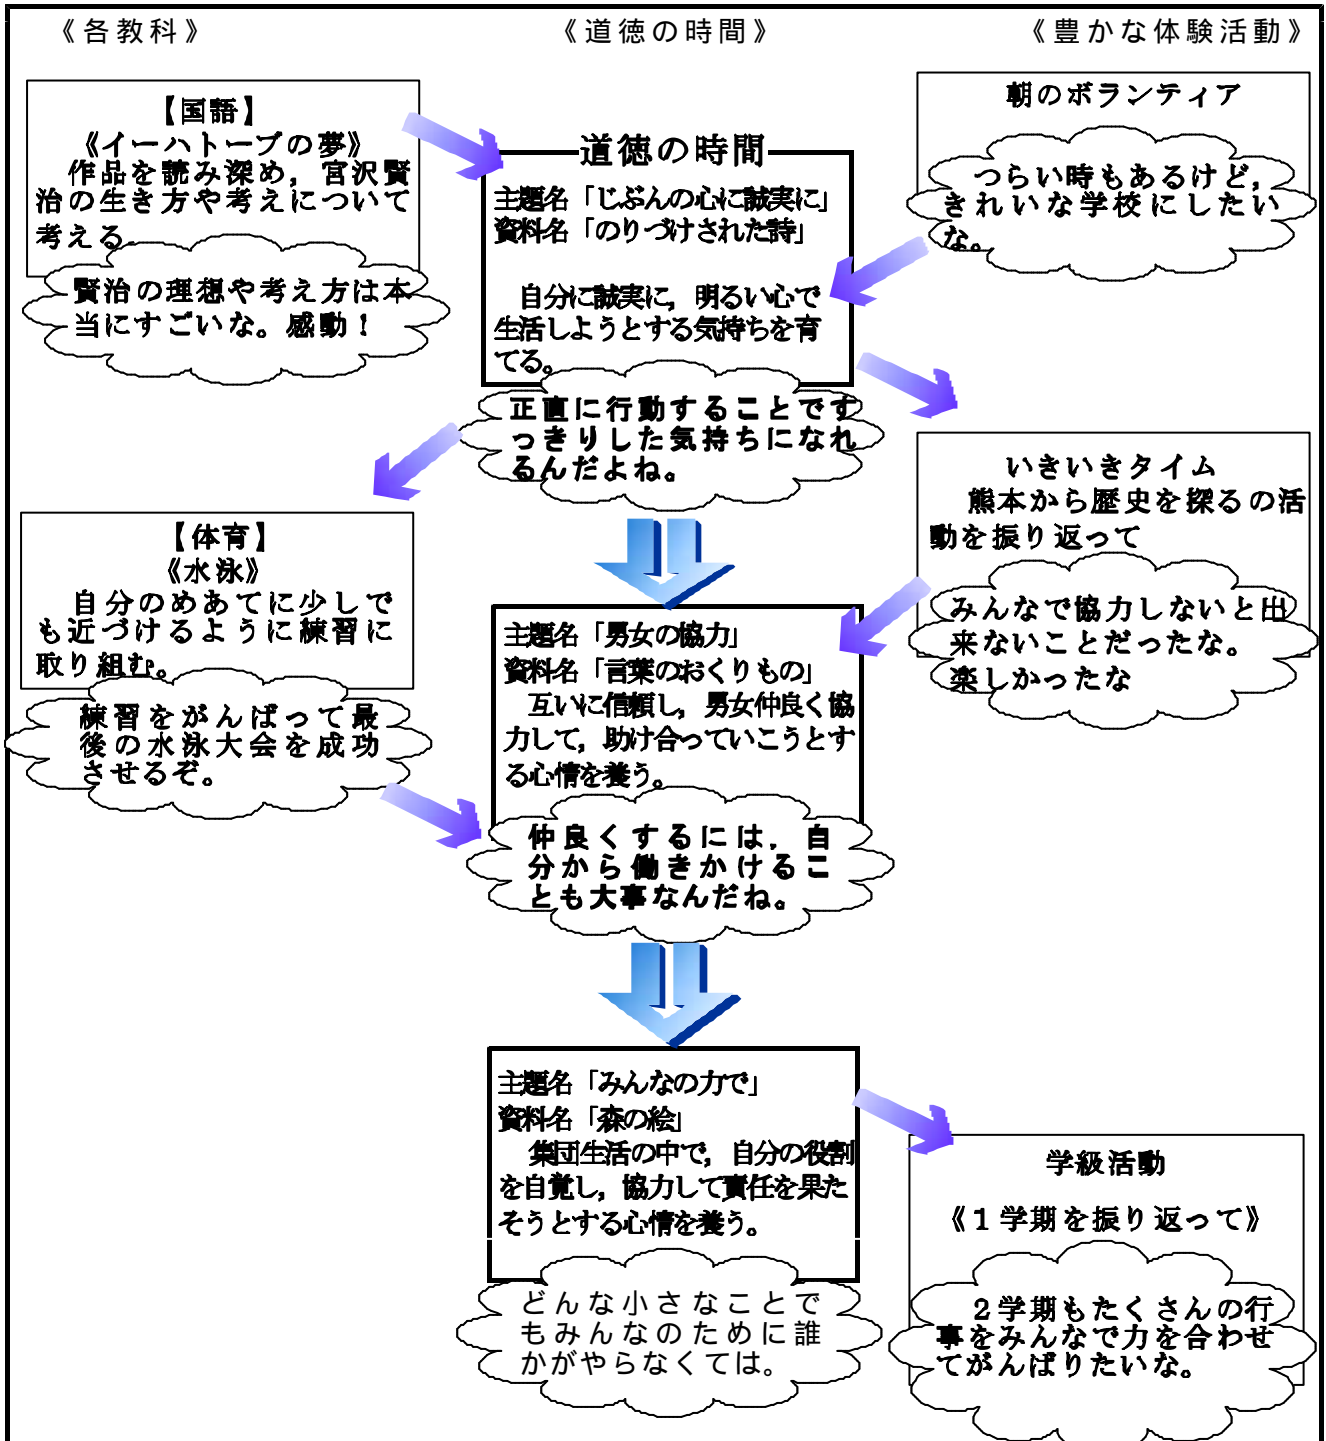 《各教科》
《道徳の時間》
《豊かな体験活動》
【国語】
《イーハトーブの夢》
作品を読み深め，宮沢賢
治の生き方や考えについて
考える。
賢治の理想や考え方は本
当にすごいな。感動！
道徳の時間
主題名「じぶんの心に誠実に」
資料名「のりづけされた詩」
自分に誠実に，明るい心で
生活しようとする気持ちを育
てる。
正直に行動することです
っきりした気持ちになれ
るんだよね。
朝のボランティア
つらい時もあるけど，
きれいな学校にしたい
な。
いきいきタイム
熊本から歴史を探るの活
動を振り返って
みんなで協力しないと出
来ないことだったな。
楽しかったな
【体育】
《水泳》
自分のめあてに少しで
も近づけるように練習に
取り組む。
練習をがんばって最
後の水泳大会を成功
させるぞ。
主題名「男女の協力」
資料名「言葉のおくりもの」
互いに信頼し，男女仲良く協
力して，助け合っていこうとす
る心情を養う。
仲良くするには，自
分から働きかけるこ
とも大事なんだね。
主題名「みんなの力で」
資料名「森の絵」
集団生活の中で，自分の役割
を自覚し，協力して責任を果た
そうとする心情を養う。
どんな小さなことで
もみんなのために誰
かがやらなくては。
学級活動
《１学期を振り返って》
２学期もたくさんの行
事をみんなで力を合わせ
てがんばりたいな。